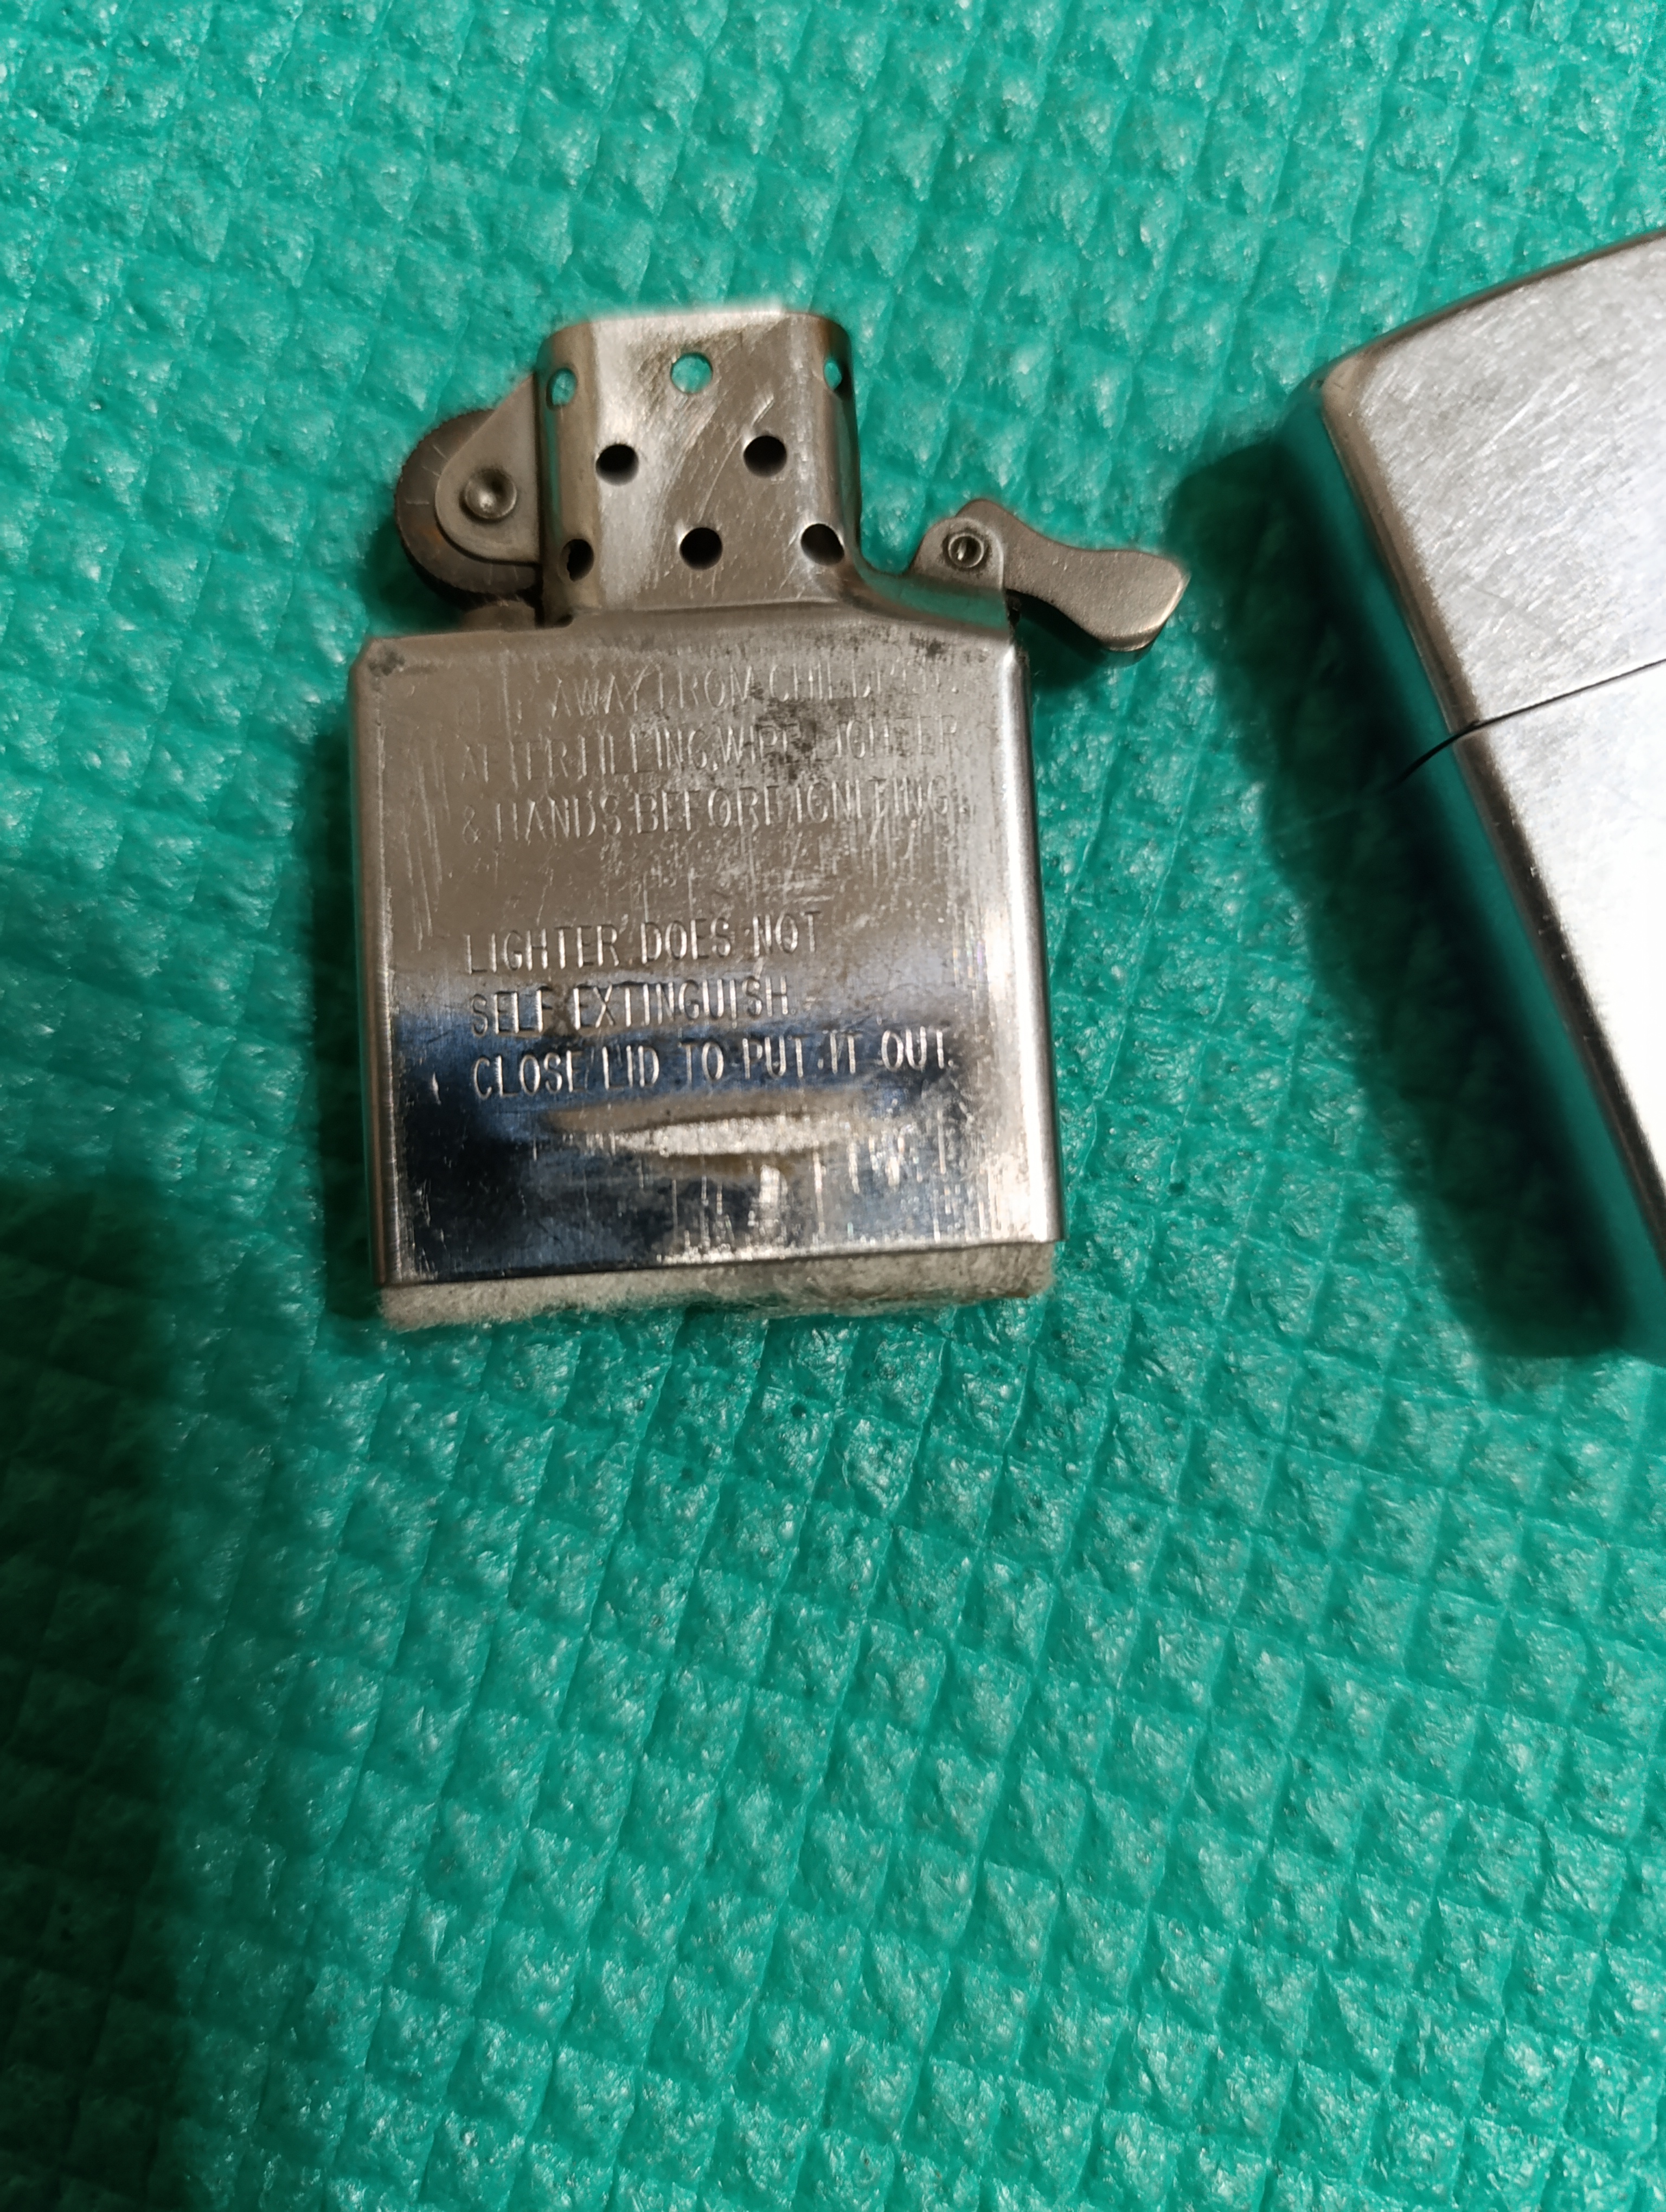 AWAY FROM CHILDREN.
AFTER FILLING, WIPE LIGHTER
& HANDS BEFORE IGNITING.
LIGHTER DOES NOT
SELF EXTINGUISH
CLOSE LID TO PUT IT OUT.